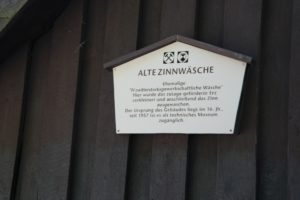 ALTE ZINNWÄSCHE
Ehemalige
Hier wurde das zutage geförderte Erz
zerkleinert und anschließend das Zinn
ausgewaschen.
Der Ursprung des Gebäudes liegt im 16. Jh.,
seit 1957 ist es als technisches Museum
zugänglich.